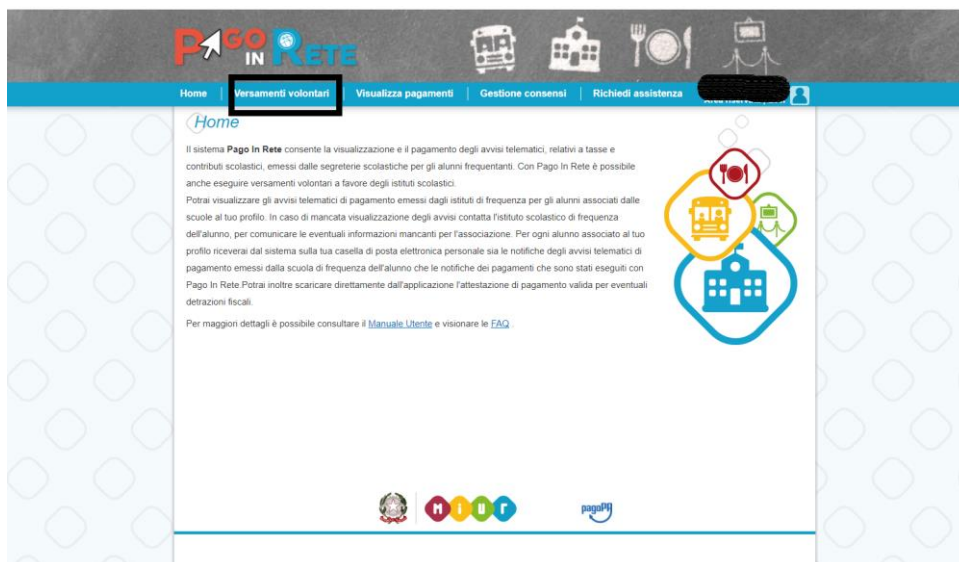 PAGO
IN RETE
Home | Versamenti volontari | Visualizza pagamenti | Gestione consensi | Richiedi assistenza
Home
Il sistema Pago In Rete consente la visualizzazione e il pagamento degli avvisi telematici, relativi a tasse e
contributi scolastici, emessi dalle segreterie scolastiche per gli alunni frequentanti. Con Pago In Rete è possibile
anche eseguire versamenti volontari a favore degli istituti scolastici.
Potrai visualizzare gli avvisi telematici di pagamento emessi dagli istituti di frequenza per gli alunni associati dalle
scuole al tuo profilo. In caso di mancata visualizzazione degli avvisi contatta l'istituto scolastico di frequenza
dell'alunno, per comunicare le eventuali informazioni mancanti per l'associazione. Per ogni alunno associato al tuo
profilo riceverai dal sistema sulla tua casella di posta elettronica personale sia le notifiche degli avvisi telematici di
pagamento emessi dalla scuola di frequenza dell'alunno che le notifiche dei pagamenti che sono stati eseguiti con
Pago In Rete.Potrai inoltre scaricare direttamente dall'applicazione l'attestazione di pagamento valida per eventuali
detrazioni fiscali.
Per maggiori dettagli è possibile consultare il Manuale Utente e visionare le FAQ .
MIUr
pagoPA